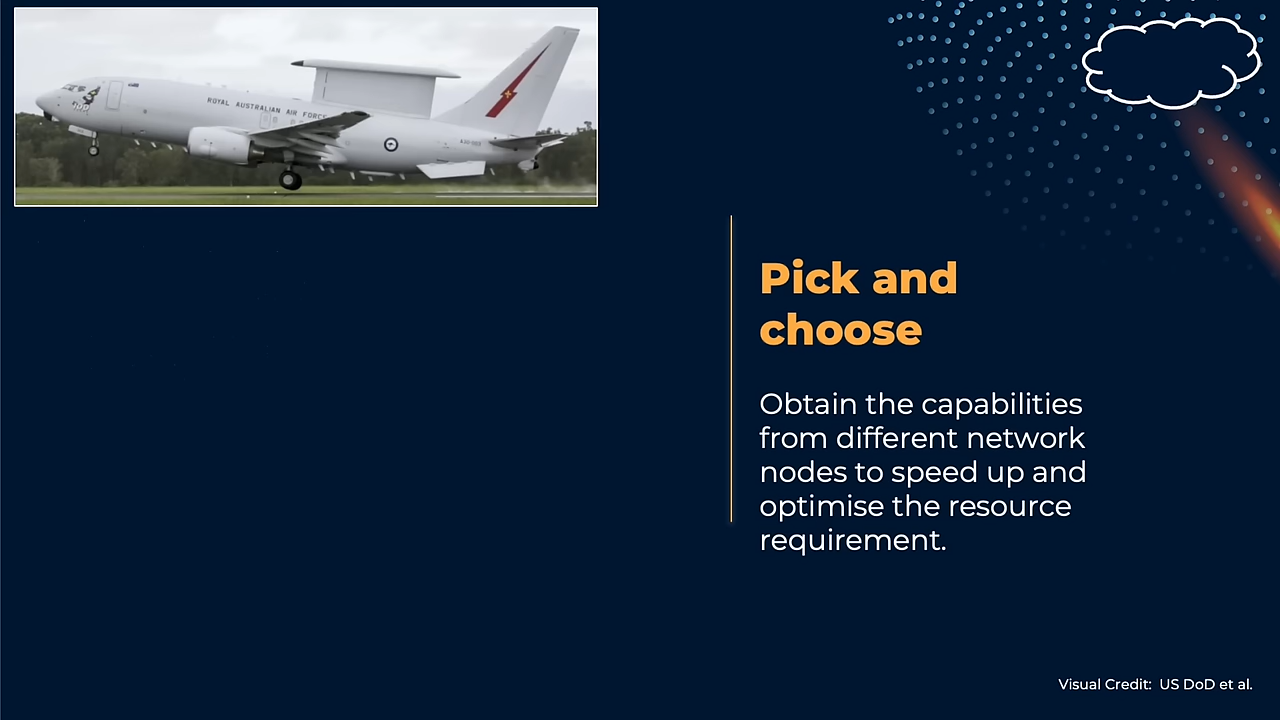 ROYAL AUSTRALIAN AIR FORCE
Pick and
choose
Obtain the capabilities
from different network
nodes to speed up and
optimise the resource
requirement.
Visual Credit: US DoD et al.